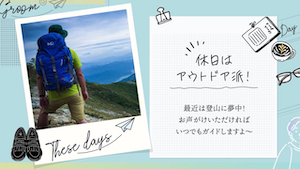 Groom
Day
休日は
アウトドア派！
最近は登山に夢中！
お声がけいただければ
いつでもガイドしますよ〜
These days